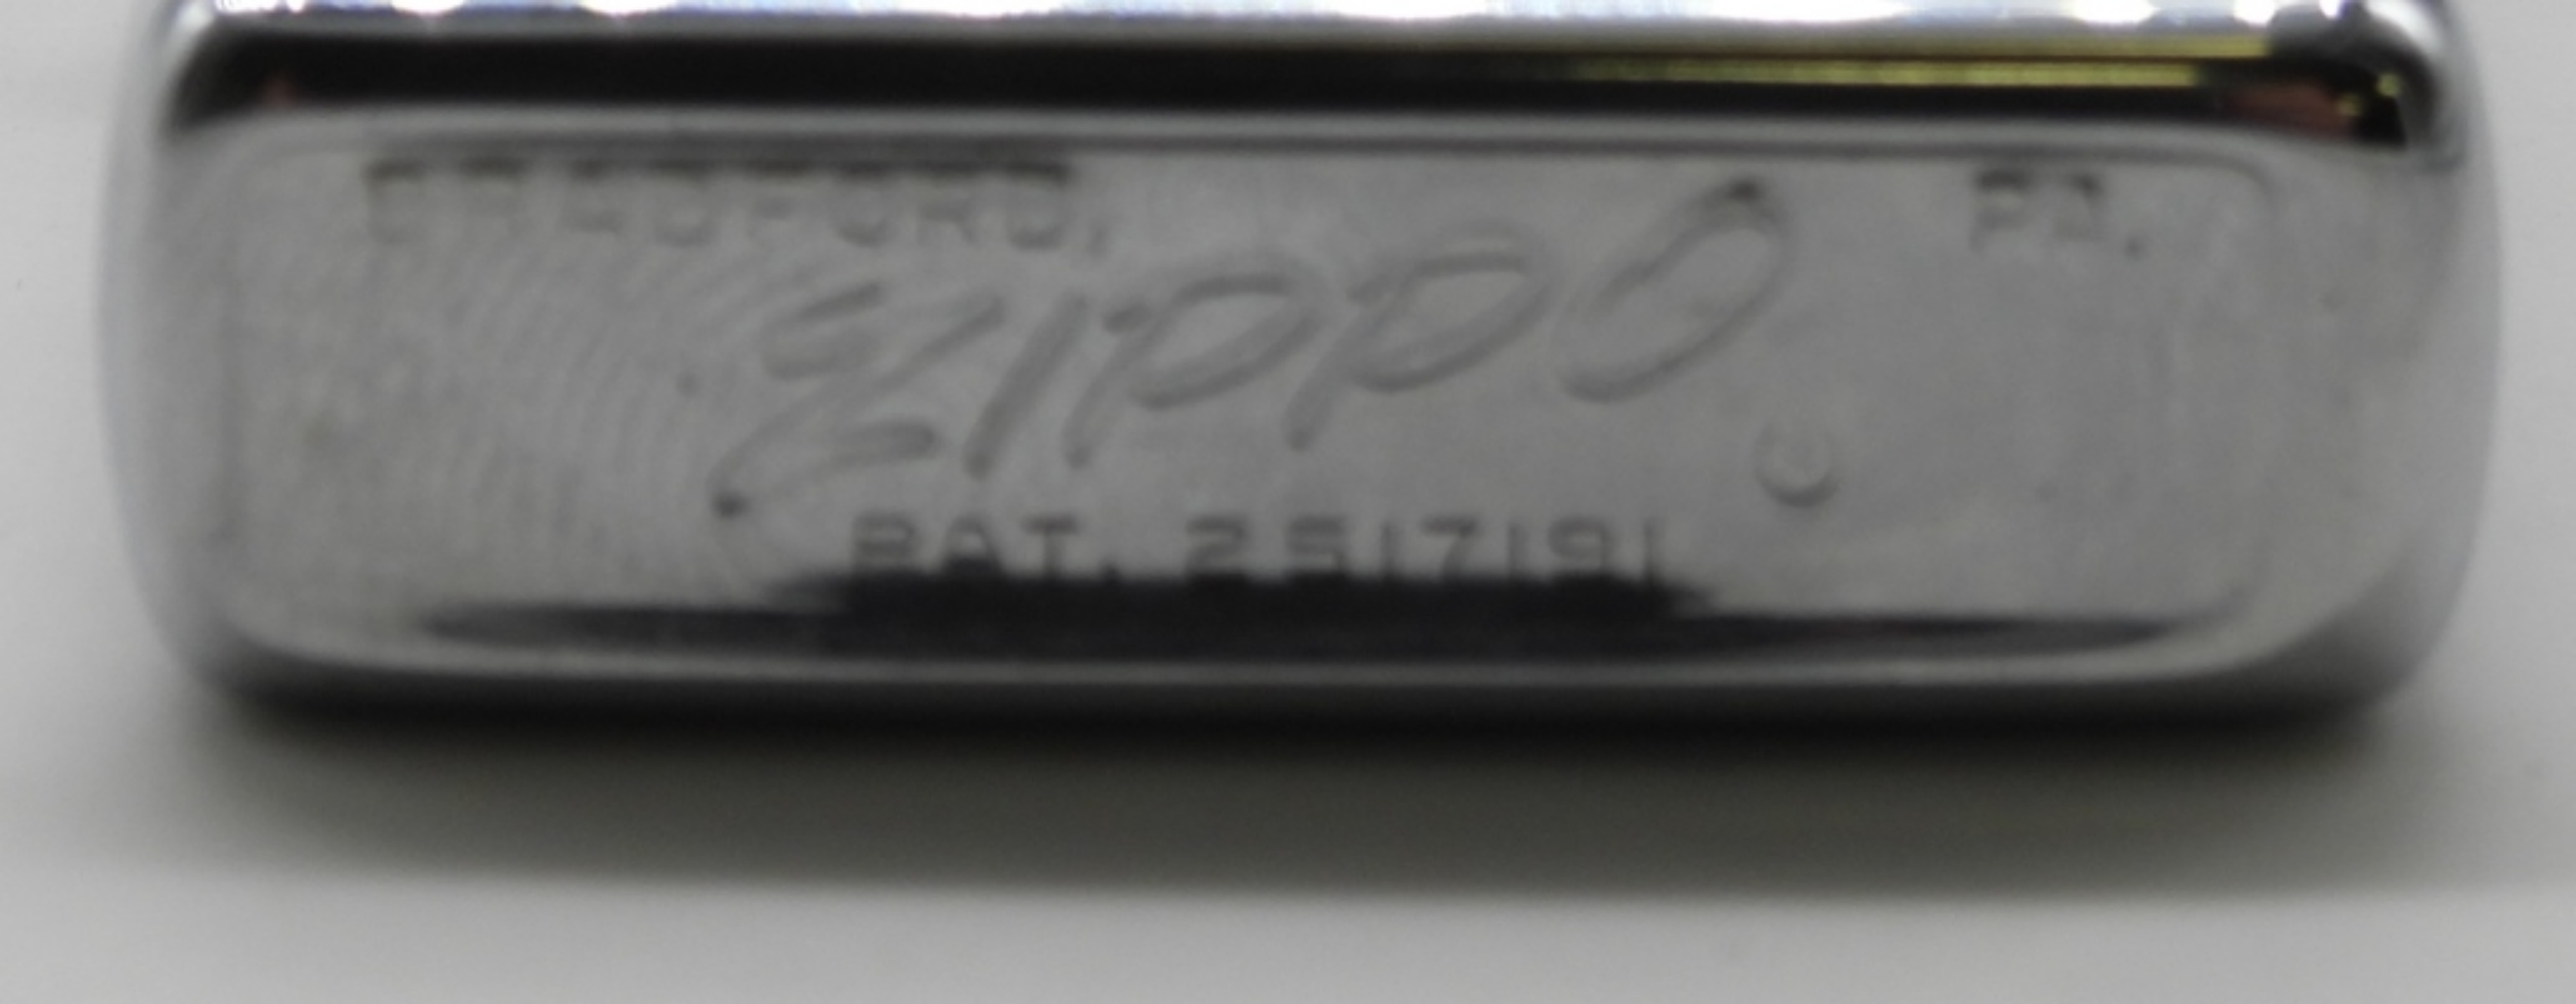 BRADFORD, PA.
Zippo
PAT. 2517191